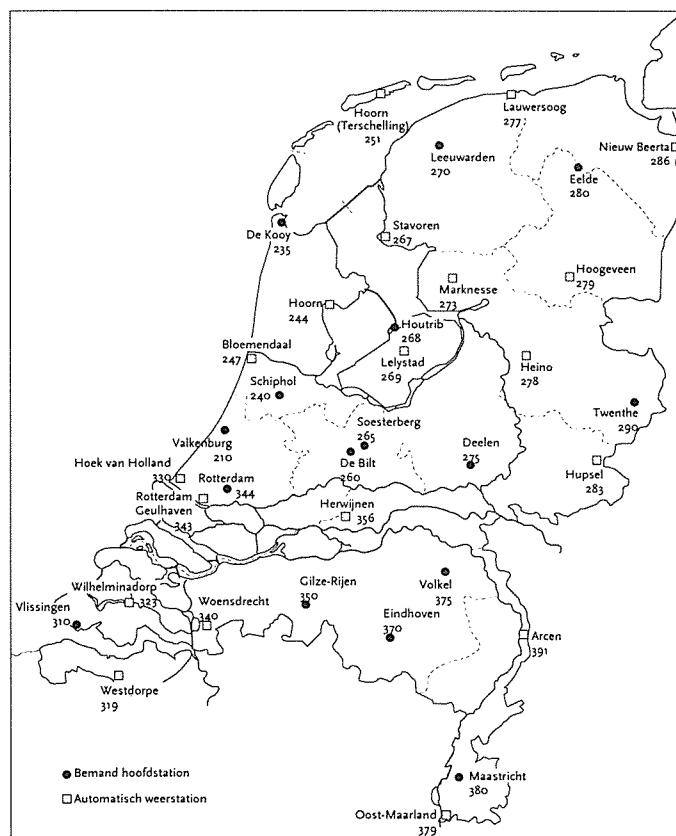 Hoorn
(Terschelling)
251
Lauwersoog
277
Leeuwarden
270
Nieuw Beerta
286
Eelde
280
De Kooy
235
Stavoren
267
Hoogeveen
279
Marknesse
273
Hoorn
244
Houtrib
268
Bloemendaal
247
Lelystad
269
Heino
278
Schiphol
240
Twenthe
290
Soesterberg
265
Valkenburg
210
De Bilt
260
Deelen
275
Hupsel
283
Hoek van Holland
330
Rotterdam
344
Rotterdam
Geulhaven
343
Herwijnen
356
Volkel
375
Gilze-Rijen
350
Wilhelminadorp
323
Vlissingen
310
Woensdrecht
340
Eindhoven
370
Arcen
391
Westdorpe
319
Maastricht
380
Oost-Maarland
379
Bemand hoofdstation
Automatisch weerstation